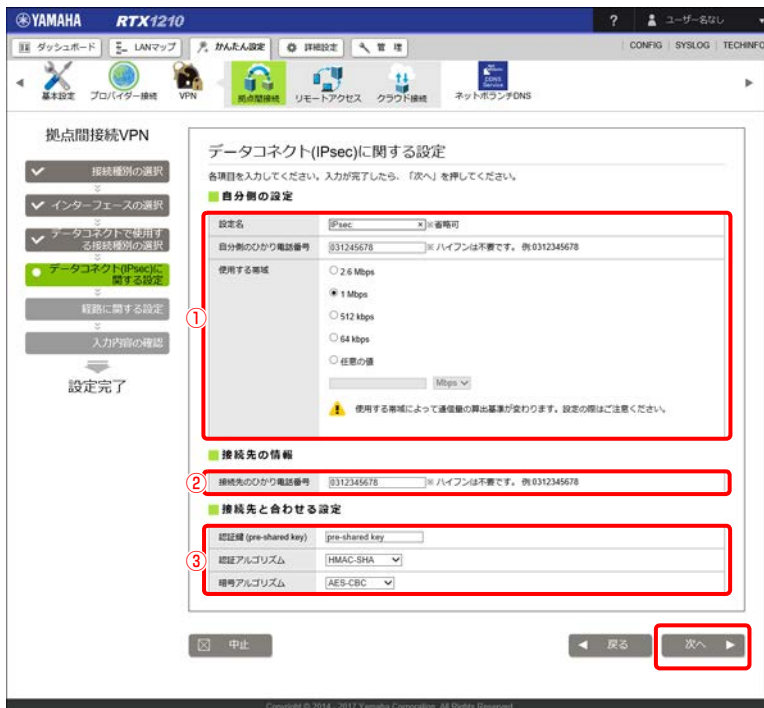 YAMAHA RTX1210 ? ユーザー名なし
ダッシュボード LANマップ かんたん設定 詳細設定 管理 CONFIG SYSLOG TECHINFO
基本設定 プロバイダー接続 VPN 拠点間接続 リモートアクセス クラウド接続 ネットボランチDNS
拠点間接続VPN
接続種別の選択
インターフェースの選択
データコネクトで使用す
る接続種別の選択
データコネクト(IPsec)に
関する設定
経路に関する設定
入力内容の確認
設定完了
データコネクト(IPsec)に関する設定
各項目を入力してください。入力が完了したら、「次へ」を押してください。
自分側の設定
①
設定名 IPsec ×※省略可
自分側のひかり電話番号 031245678 ※ ハイフンは不要です。 例:0312345678
使用する帯域 2.6 Mbps
1 Mbps
512 kbps
64 kbps
任意の値
Mbps
使用する帯域によって通信量の算出基準が変わります。設定の際はご注意ください。
接続先の情報
② 接続先のひかり電話番号 0312345678 ※ ハイフンは不要です。 例:0312345678
接続先と合わせる設定
③
認証鍵 (pre-shared key) pre-shared key
認証アルゴリズム HMAC-SHA
暗号アルゴリズム AES-CBC
中止 戻る 次へ
Copyright © 2014 - 2017 Yamaha Corporation. All Rights Reserved.